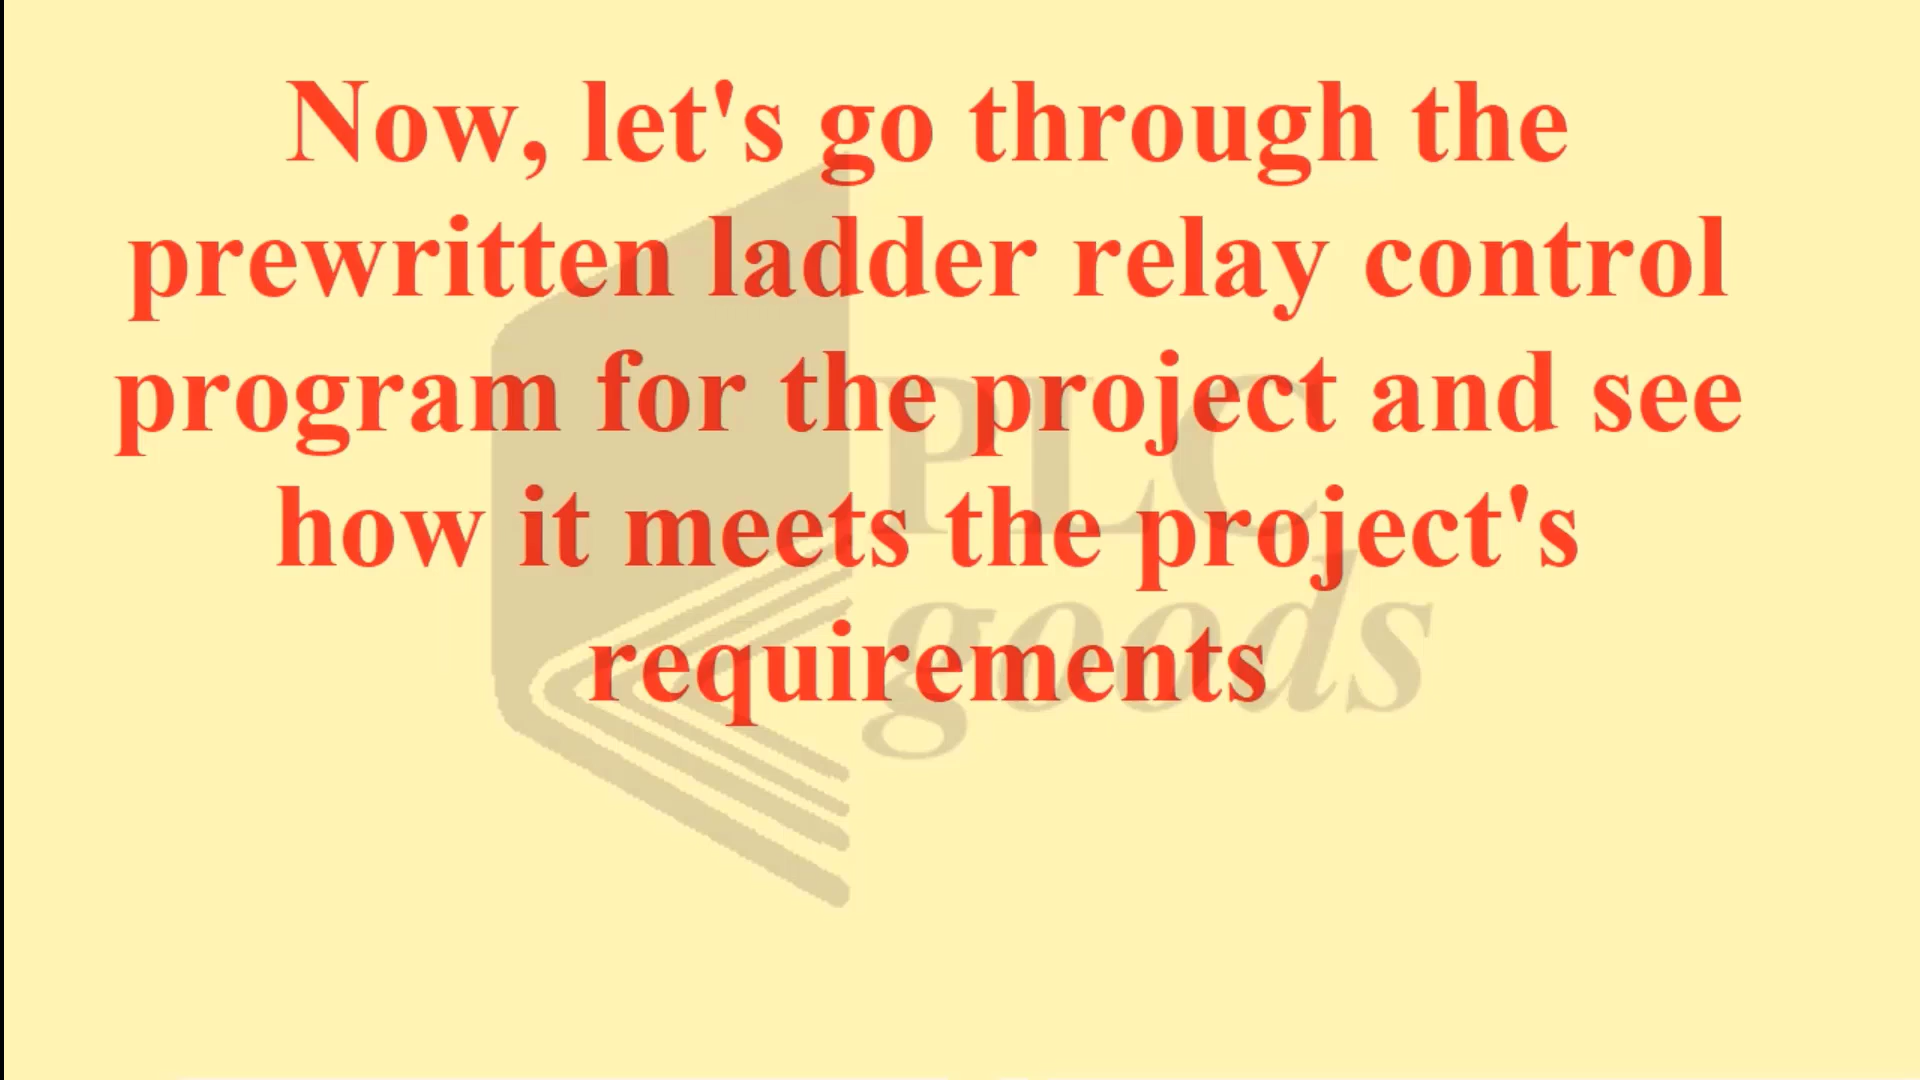 Now, let's go through the
prewritten ladder relay control
program for the project and see
how it meets the project's
requirements
PLC
goods